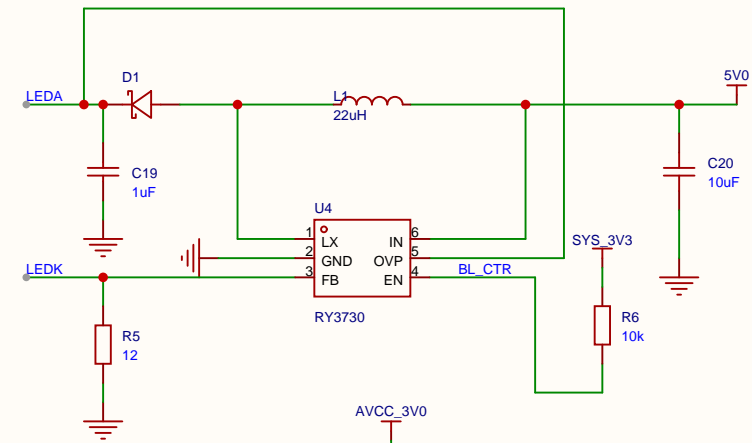 D1
5V0
LEDA
L1
22uH
C19
1uF
C20
10uF
U4
1
LX
IN
6
SYS_3V3
2
GND
OVP
5
LEDK
3
FB
EN
4
BL_CTR
RY3730
R6
10k
R5
12
AVCC_3V0